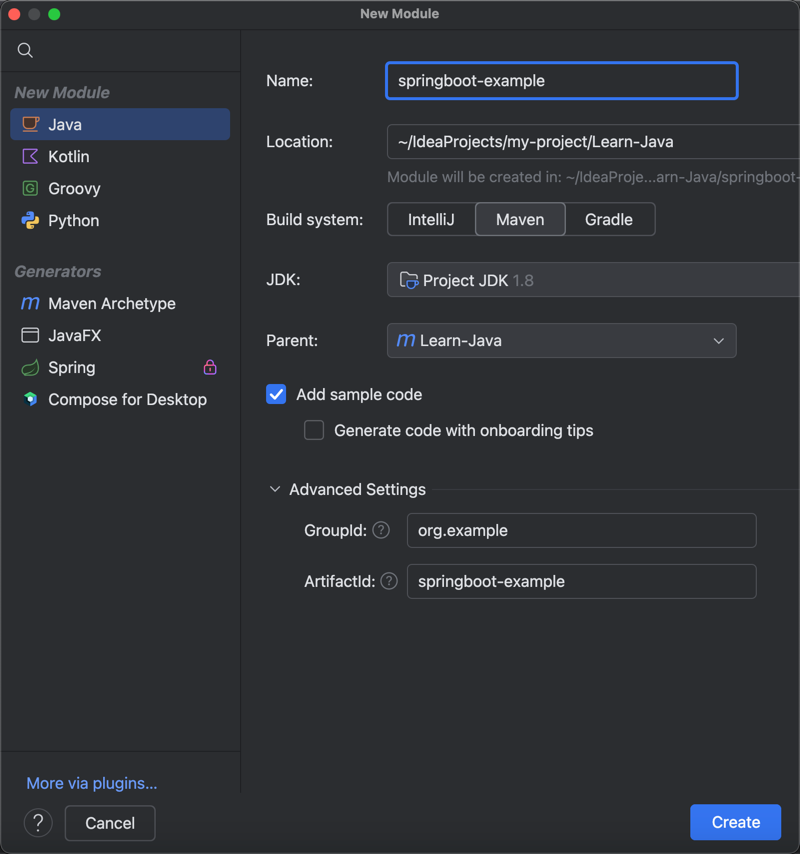 New Module
New Module
Java
Kotlin
Groovy
Python
Generators
Maven Archetype
JavaFX
Spring
Compose for Desktop
More via plugins...
Name: springboot-example
Location: ~/IdeaProjects/my-project/Learn-Java
Module will be created in: ~/IdeaProje...arn-Java/springboot-
Build system: IntelliJ Maven Gradle
JDK: Project JDK 1.8
Parent: m Learn-Java
Add sample code
Generate code with onboarding tips
Advanced Settings
GroupId: ? org.example
ArtifactId: ? springboot-example
? Cancel Create